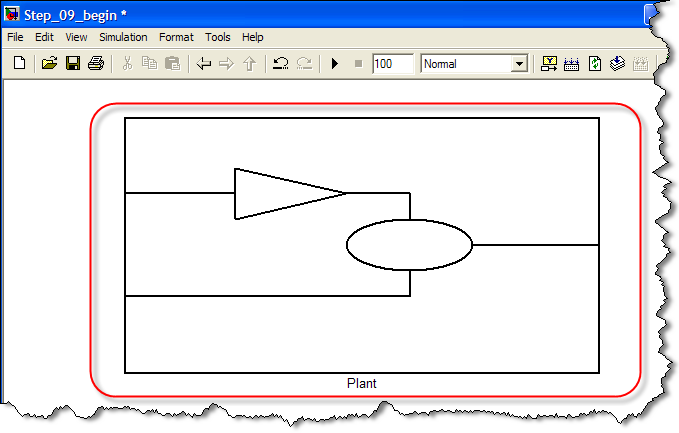 Step_09_begin *
File Edit View Simulation Format Tools Help
100 Normal
Y
Plant